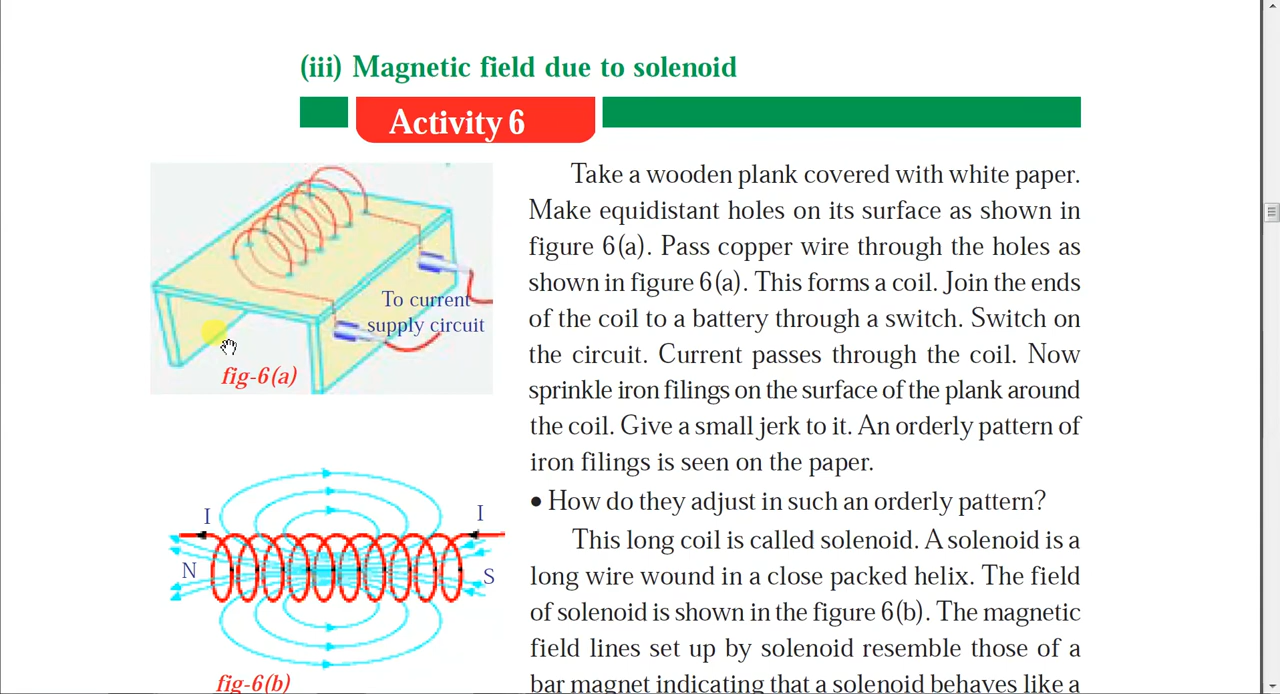 (iii) Magnetic field due to solenoid
Activity 6
To current
supply circuit
fig-6(a)
Take a wooden plank covered with white paper.
Make equidistant holes on its surface as shown in
figure 6(a). Pass copper wire through the holes as
shown in figure 6(a). This forms a coil. Join the ends
of the coil to a battery through a switch. Switch on
the circuit. Current passes through the coil. Now
sprinkle iron filings on the surface of the plank around
the coil. Give a small jerk to it. An orderly pattern of
iron filings is seen on the paper.
• How do they adjust in such an orderly pattern?
I
I
N
S
fig-6(b)
This long coil is called solenoid. A solenoid is a
long wire wound in a close packed helix. The field
of solenoid is shown in the figure 6(b). The magnetic
field lines set up by solenoid resemble those of a
bar magnet indicating that a solenoid behaves like a